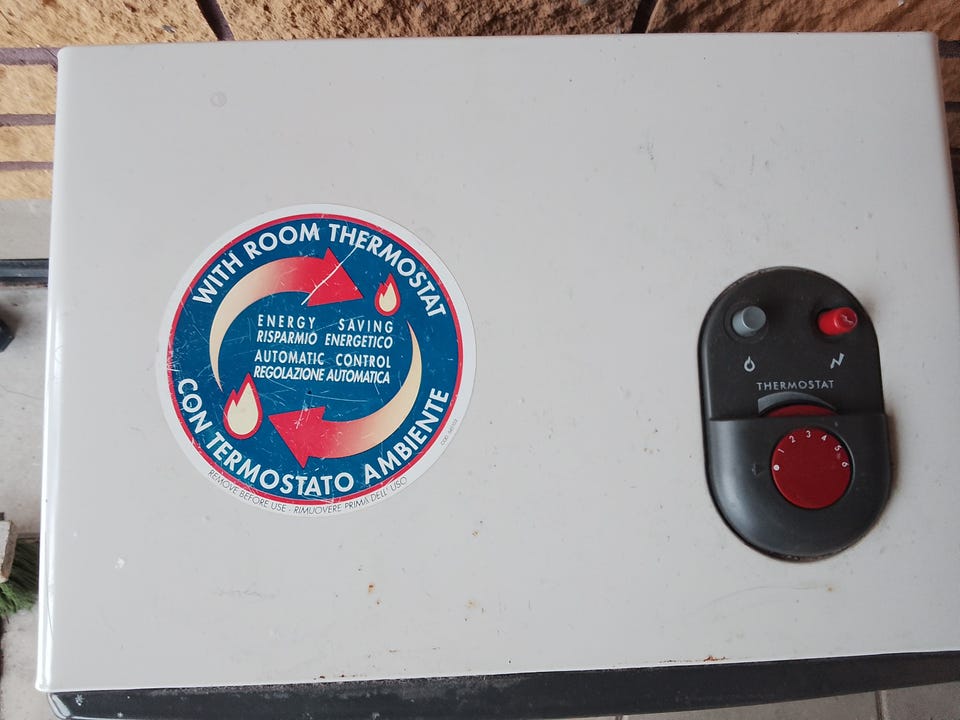 WITH ROOM THERMOSTAT
ENERGY SAVING
RISPARMIO ENERGETICO
AUTOMATIC CONTROL
REGOLAZIONE AUTOMATICA
CON TERMOSTATO AMBIENTE
REMOVE BEFORE USE - RIMUOVERE PRIMA DELL' USO
THERMOSTAT
1 2 3 4 5 6